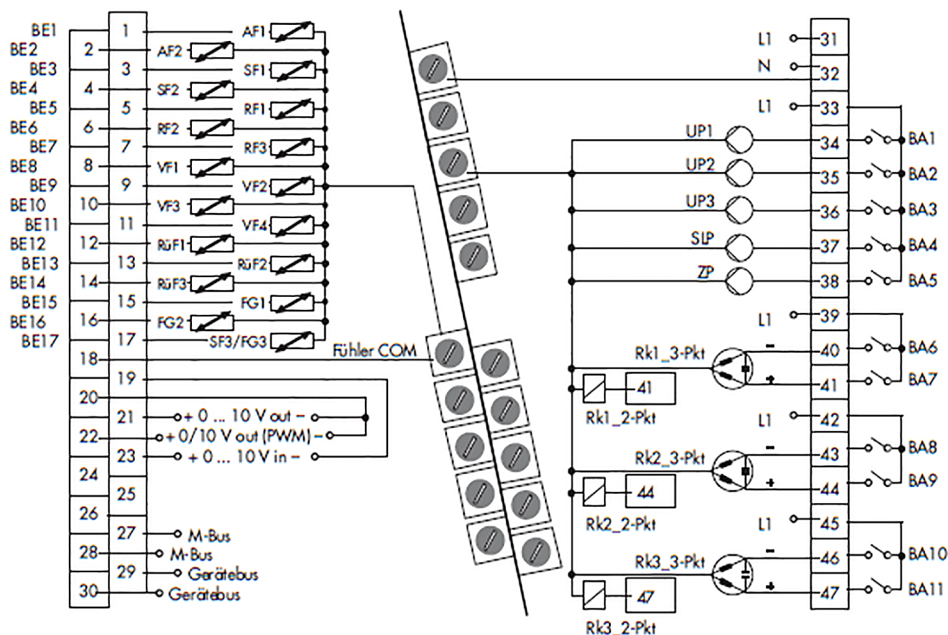 BE1 1 AF1
BE2 2 AF2
BE3 3 SF1
BE4 4 SF2
BE5 5 RF1
BE6 6 RF2
BE7 7 RF3
BE8 8 VF1
BE9 9 VF2
BE10 10 VF3
BE11 11 VF4
BE12 12 RüF1
BE13 13 RüF2
BE14 14 RüF3
BE15 15 FG1
BE16 16 FG2
BE17 17 SF3/FG3
18 Fühler COM
19
20
21 + 0 ... 10 V out –
22 + 0/10 V out (PWM) –
23 + 0 ... 10 V in –
24
25
26
27 M-Bus
28 M-Bus
29 Gerätebus
30 Gerätebus
L1 31
N 32
L1 33
UP1 34 BA1
UP2 35 BA2
UP3 36 BA3
SLP 37 BA4
ZP 38 BA5
L1 39
Rk1_3-Pkt – 40 BA6
41 + 41 BA7
Rk1_2-Pkt
L1 42
Rk2_3-Pkt – 43 BA8
44 + 44 BA9
Rk2_2-Pkt
L1 45
Rk3_3-Pkt – 46 BA10
47 + 47 BA11
Rk3_2-Pkt